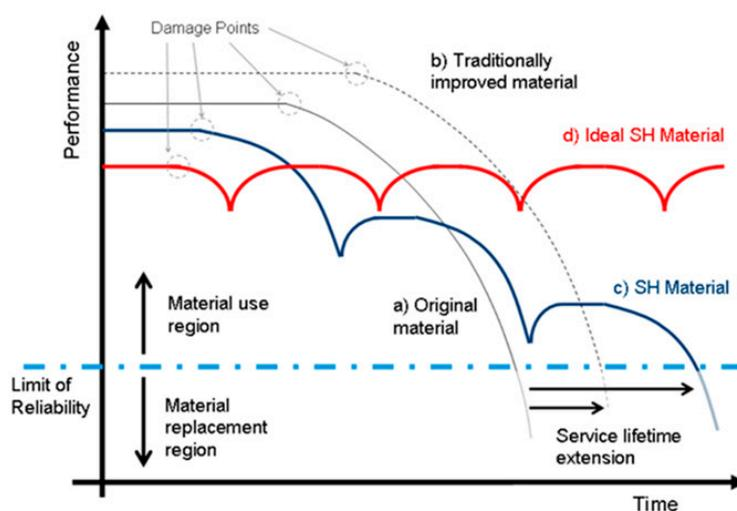 Damage Points
b) Traditionally
improved material
Performance
d) Ideal SH Material
c) SH Material
a) Original
material
Material use
region
Limit of
Reliability
Material
replacement
region
Service lifetime
extension
Time